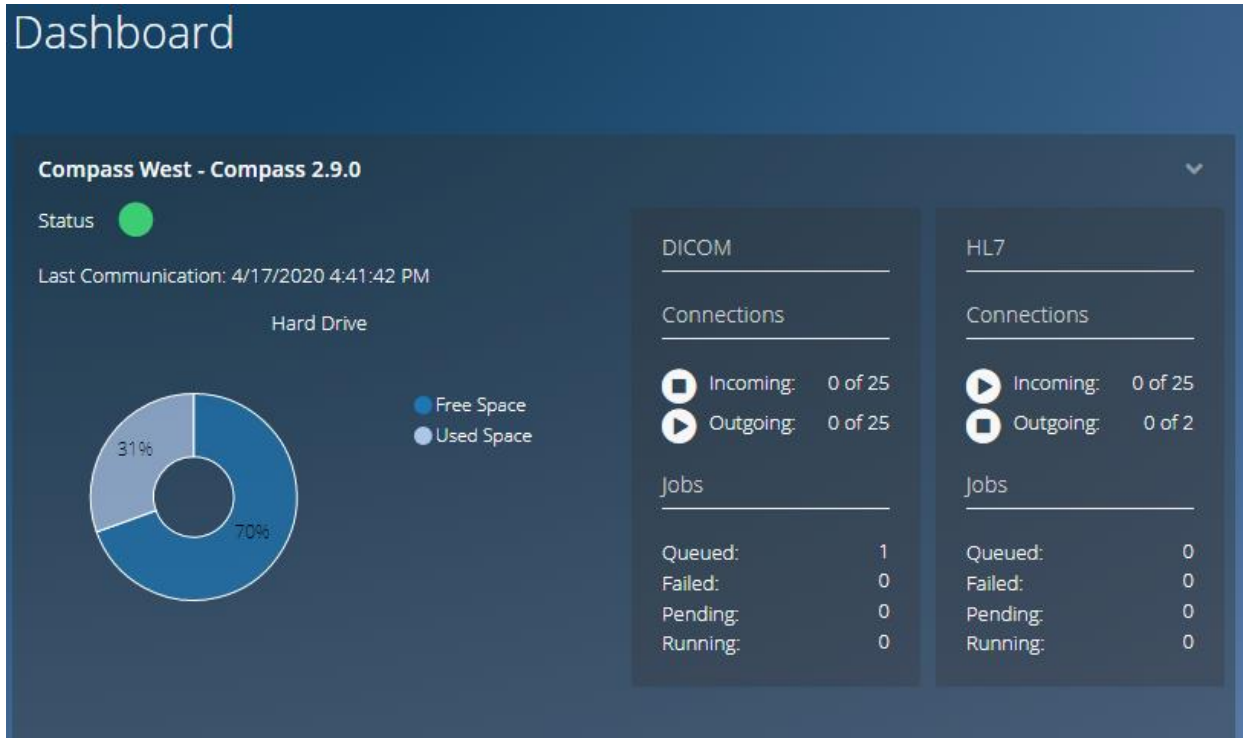 Dashboard
Compass West - Compass 2.9.0
Status
Last Communication: 4/17/2020 4:41:42 PM
Hard Drive
31%
70%
Free Space
Used Space
DICOM
Connections
Incoming: 0 of 25
Outgoing: 0 of 25
Jobs
Queued: 1
Failed: 0
Pending: 0
Running: 0
HL7
Connections
Incoming: 0 of 25
Outgoing: 0 of 2
Jobs
Queued: 0
Failed: 0
Pending: 0
Running: 0